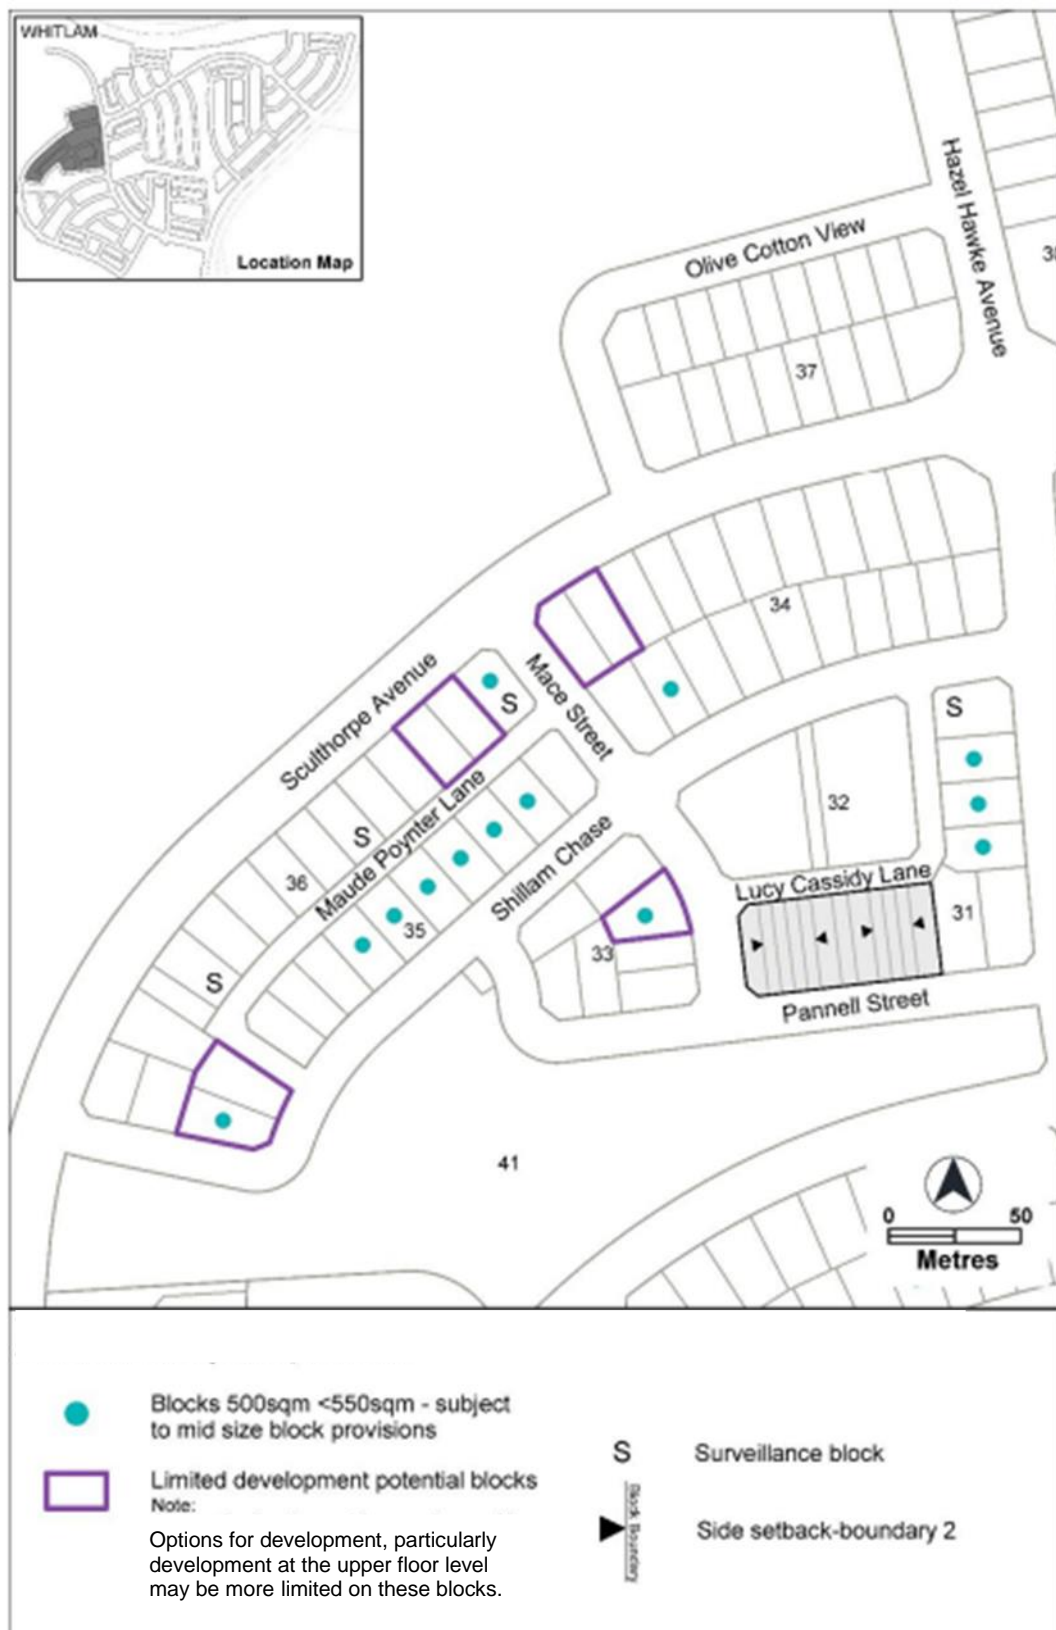 WHITLAM
Location Map
Hazel Hawke Avenue
38
Olive Cotton View
37
34
Mace Street
Sculthorpe Avenue
S
S
32
Maude Poynter Lane
S
36
Shillam Chase
Lucy Cassidy Lane
31
35
33
S
Pannell Street
41
0 50
Metres
Blocks 500sqm <550sqm - subject
to mid size block provisions
Limited development potential blocks
Note:
Options for development, particularly
development at the upper floor level
may be more limited on these blocks.
S
Surveillance block
Block Boundary
Side setback-boundary 2